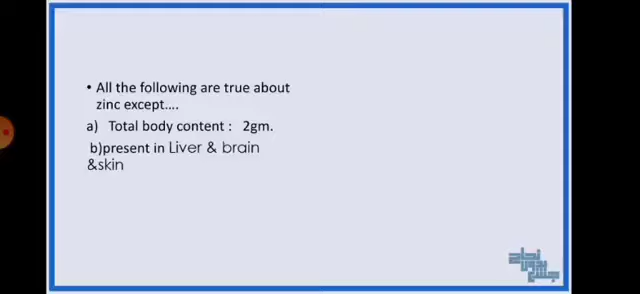 • All the following are true about
zinc except....
a) Total body content : 2gm.
b)present in Liver & brain
&skin